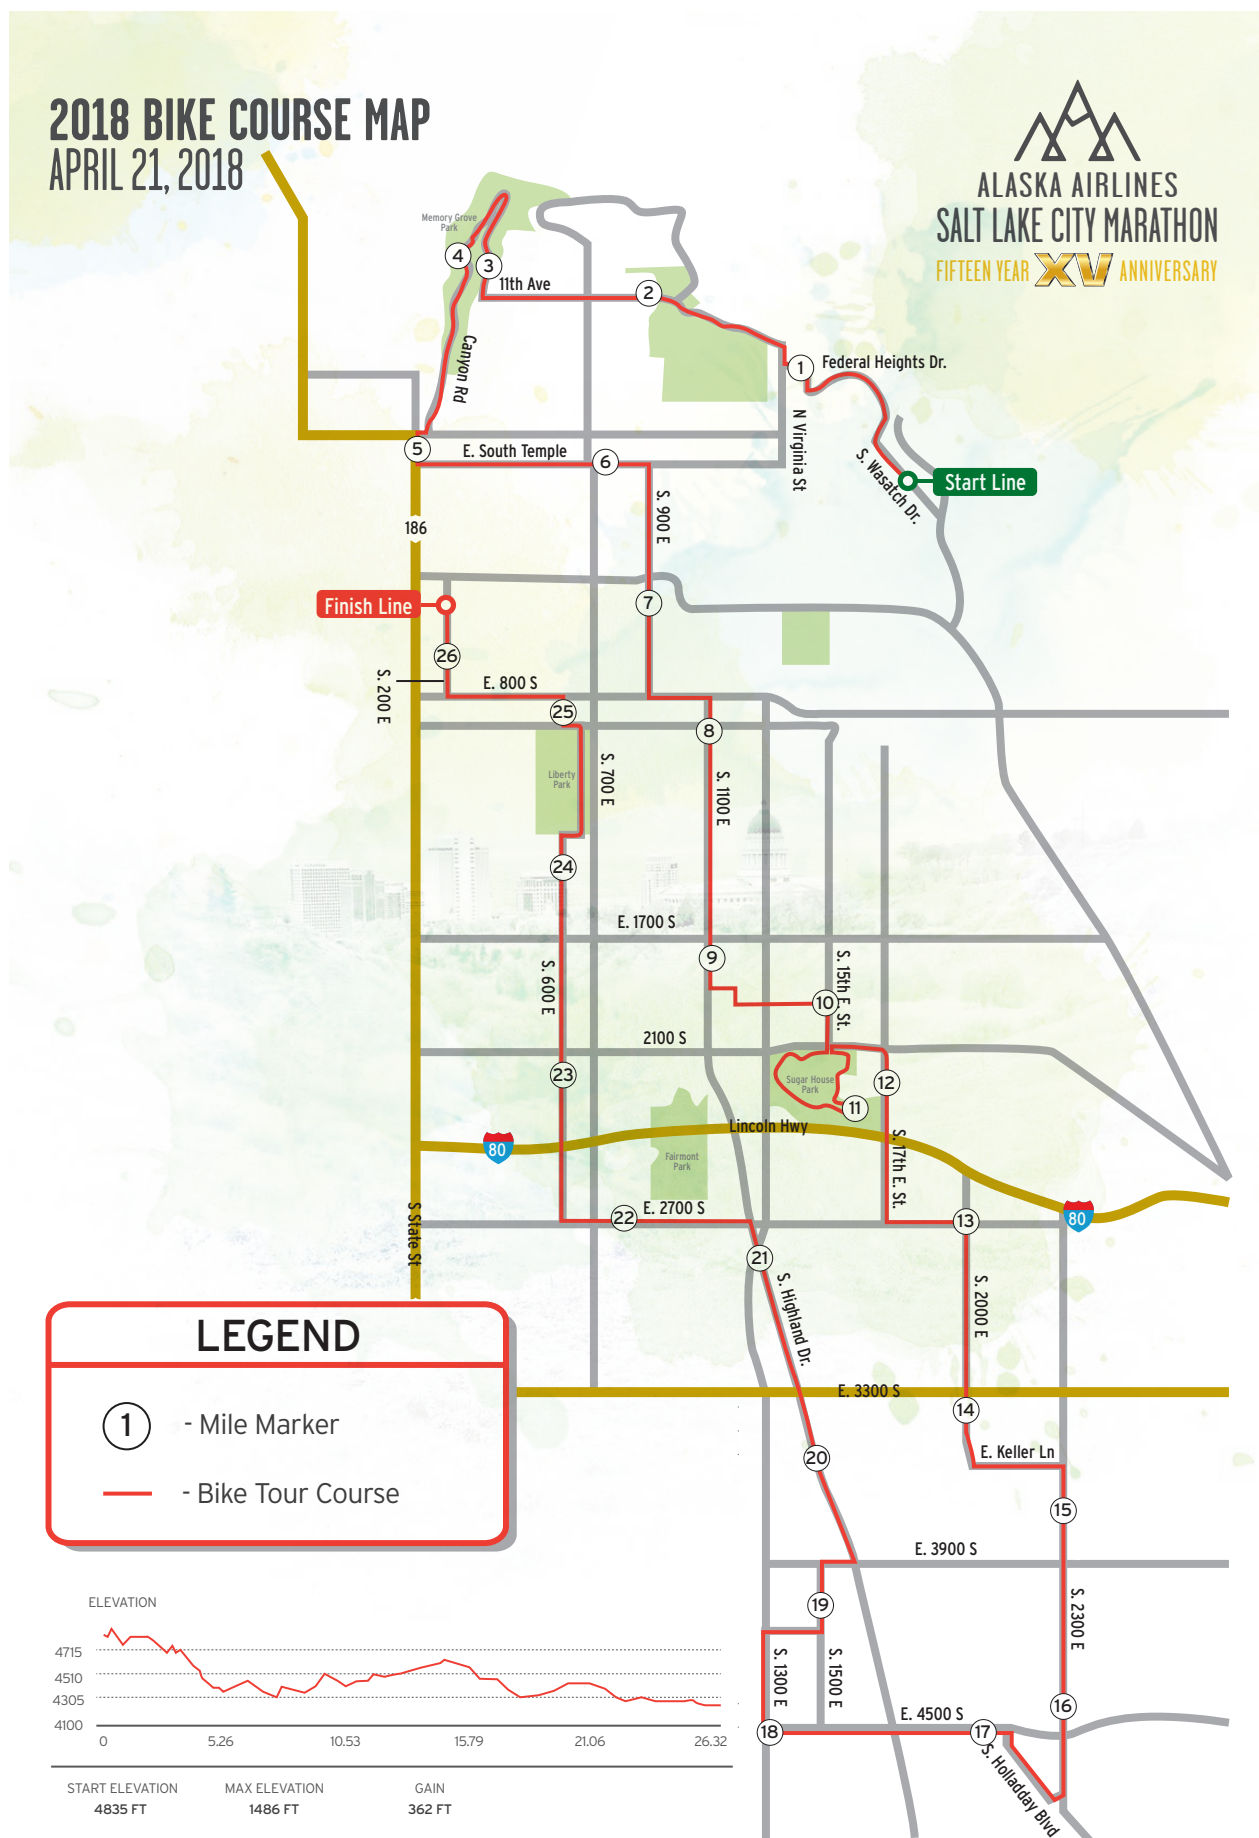 2018 BIKE COURSE MAP
APRIL 21, 2018
ALASKA AIRLINES
SALT LAKE CITY MARATHON
FIFTEEN YEAR XV ANNIVERSARY
Memory Grove
Park
4
3
11th Ave
2
Canyon Rd
1
Federal Heights Dr.
N Virginia St
S. Wasatch Dr.
Start Line
5
E. South Temple
6
S. 900 E
186
Finish Line
7
26
S. 200 E
E. 800 S
25
8
Liberty
Park
S. 700 E
S. 1100 E
24
E. 1700 S
9
S. 600 E
S. 15th E. St.
10
2100 S
23
Sugar House
Park
12
11
Lincoln Hwy
80
Fairmont
Park
S. 17th E. St.
S State St
E. 2700 S
22
13
80
21
S. Highland Dr.
S. 2000 E
E. 3300 S
14
20
E. Keller Ln
15
E. 3900 S
19
S. 2300 E
S. 1300 E
S. 1500 E
16
E. 4500 S
18
17
S. Holladay Blvd
LEGEND
1 - Mile Marker
- Bike Tour Course
ELEVATION
4715
4510
4305
4100
0 5.26 10.53 15.79 21.06 26.32
START ELEVATION MAX ELEVATION GAIN
4835 FT 1486 FT 362 FT